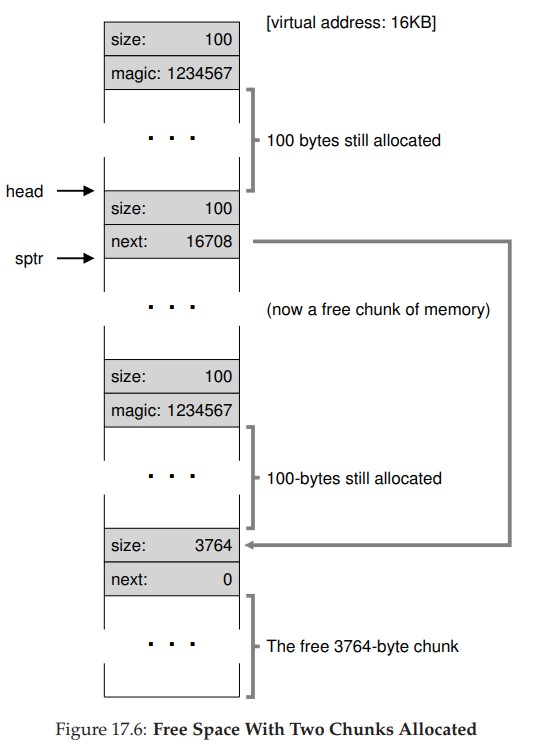 [virtual address: 16KB]
size: 100
magic: 1234567
. . .
100 bytes still allocated
head
size: 100
next: 16708
sptr
. . .
(now a free chunk of memory)
size: 100
magic: 1234567
. . .
100-bytes still allocated
size: 3764
next: 0
. . .
The free 3764-byte chunk
Figure 17.6: Free Space With Two Chunks Allocated